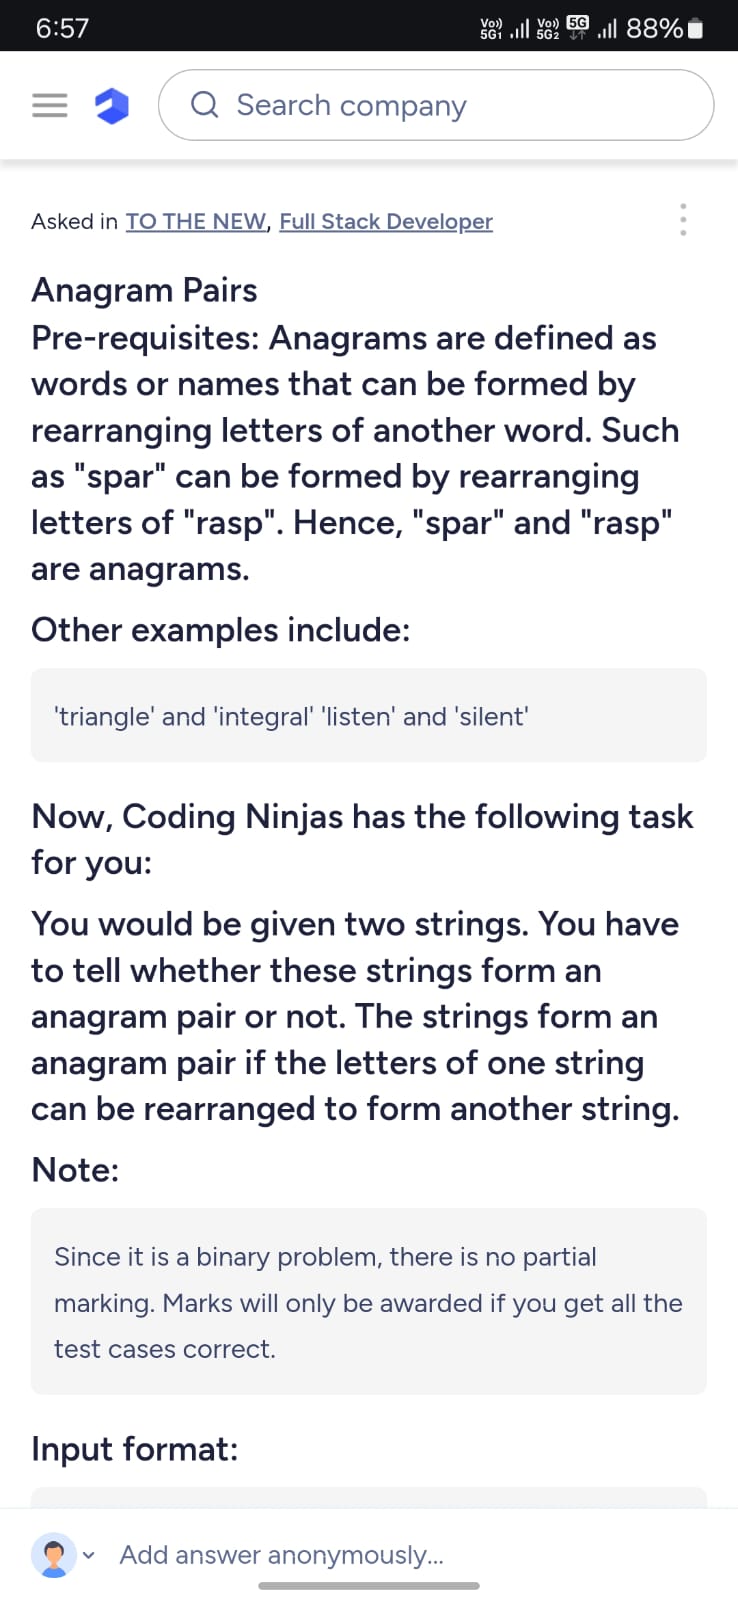 6:57
Vo)) 5G1 Vo)) 5G2 5G 88%
Search company
Asked in TO THE NEW, Full Stack Developer
Anagram Pairs
Pre-requisites: Anagrams are defined as
words or names that can be formed by
rearranging letters of another word. Such
as "spar" can be formed by rearranging
letters of "rasp". Hence, "spar" and "rasp"
are anagrams.
Other examples include:
'triangle' and 'integral' 'listen' and 'silent'
Now, Coding Ninjas has the following task
for you:
You would be given two strings. You have
to tell whether these strings form an
anagram pair or not. The strings form an
anagram pair if the letters of one string
can be rearranged to form another string.
Note:
Since it is a binary problem, there is no partial
marking. Marks will only be awarded if you get all the
test cases correct.
Input format:
Add answer anonymously...